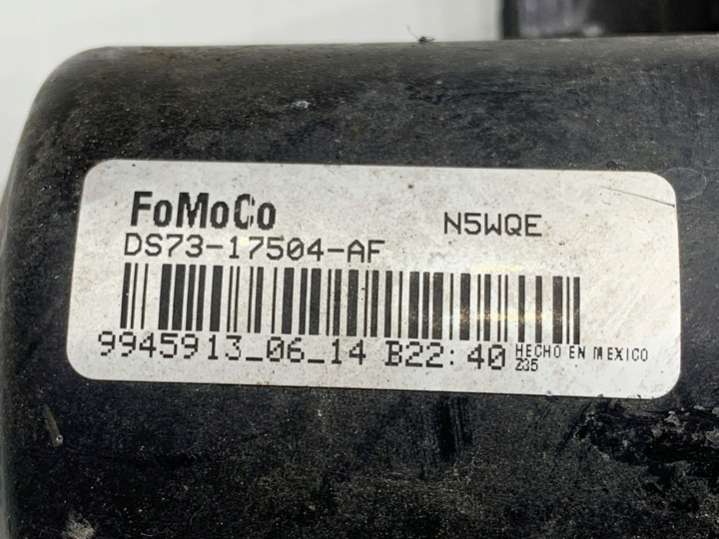 FoMoCo N5WQE
DS73-17504-AF
9945913_06_14 B22:40 HECHO EN MEXICO
Z35